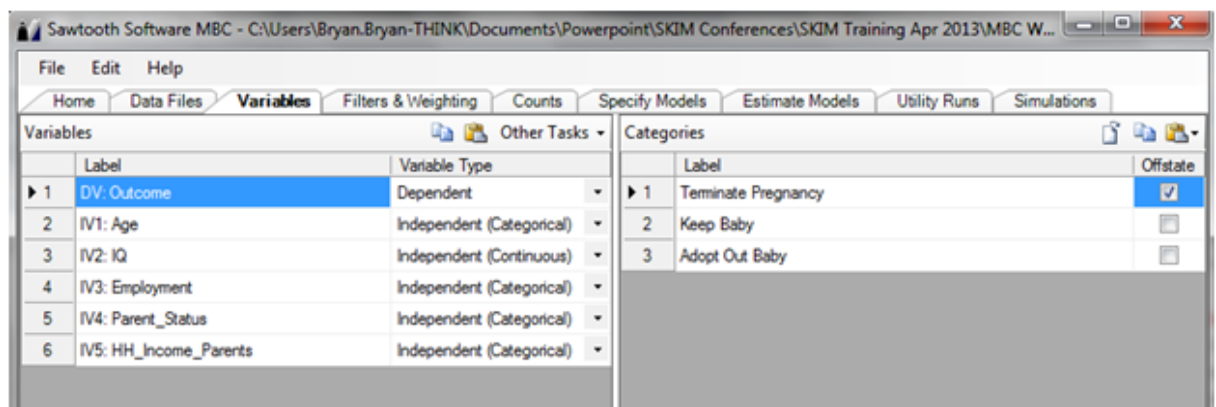 Sawtooth Software MBC - C:\Users\Bryan.Bryan-THINK\Documents\Powerpoint\SKIM Conferences\SKIM Training Apr 2013\MBC W...
File Edit Help
Home Data Files Variables Filters & Weighting Counts Specify Models Estimate Models Utility Runs Simulations
Variables Other Tasks Categories
Label Variable Type Label Offstate
1 DV: Outcome Dependent 1 Terminate Pregnancy
2 IV1: Age Independent (Categorical) 2 Keep Baby
3 IV2: IQ Independent (Continuous) 3 Adopt Out Baby
4 IV3: Employment Independent (Categorical)
5 IV4: Parent_Status Independent (Categorical)
6 IV5: HH_Income_Parents Independent (Categorical)